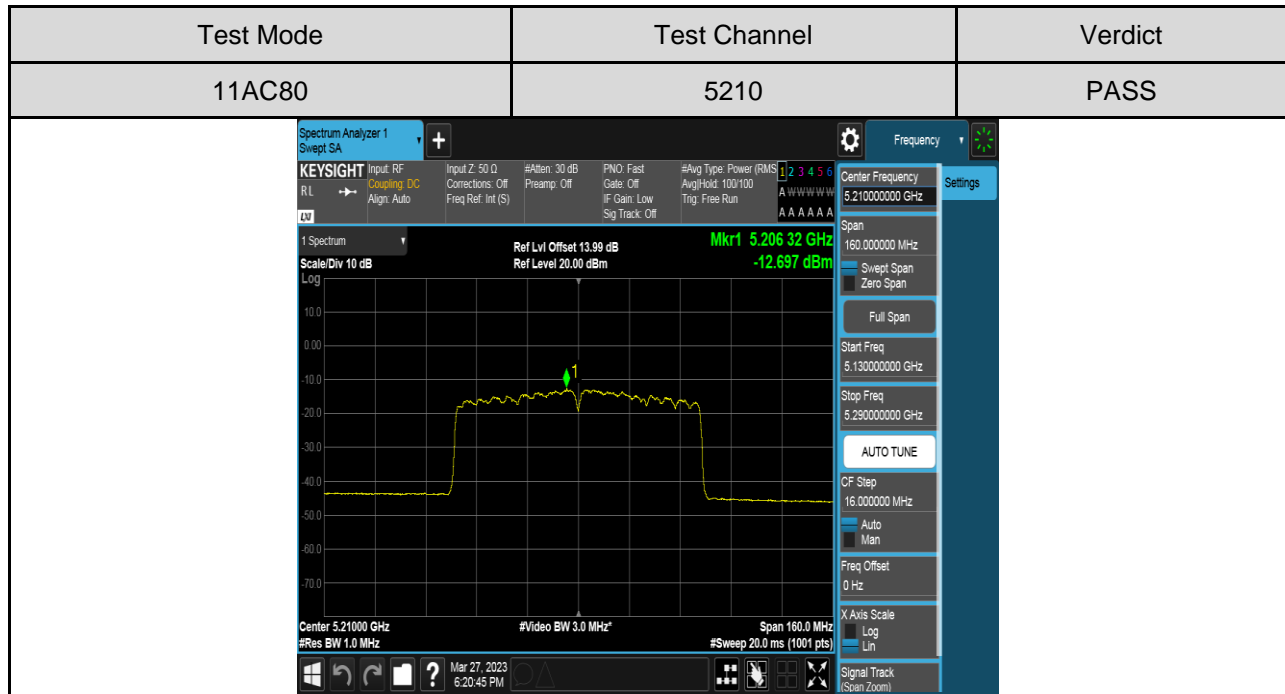 Test Mode Test Channel Verdict
11AC80 5210 PASS
Spectrum Analyzer 1
Swept SA
+
Frequency
KEYSIGHT
RL
LXI
Input: RF
Coupling: DC
Align: Auto
Input Z: 50 Ω
Corrections: Off
Freq Ref: Int (S)
#Atten: 30 dB
Preamp: Off
PNO: Fast
Gate: Off
IF Gain: Low
Sig Track: Off
#Avg Type: Power (RMS
Avg|Hold: 100/100
Trig: Free Run
1 2 3 4 5 6
A W W W W W
A A A A A A
1 Spectrum
Scale/Div 10 dB
Log
Ref Lvl Offset 13.99 dB
Ref Level 20.00 dBm
Mkr1 5.206 32 GHz
-12.697 dBm
10.0
0.00
-10.0
-20.0
-30.0
-40.0
-50.0
-60.0
-70.0
1
Center 5.21000 GHz
#Res BW 1.0 MHz
#Video BW 3.0 MHz*
Span 160.0 MHz
#Sweep 20.0 ms (1001 pts)
?
Mar 27, 2023
6:20:45 PM
Center Frequency
5.210000000 GHz
Settings
Span
160.000000 MHz
Swept Span
Zero Span
Full Span
Start Freq
5.130000000 GHz
Stop Freq
5.290000000 GHz
AUTO TUNE
CF Step
16.000000 MHz
Auto
Man
Freq Offset
0 Hz
X Axis Scale
Log
Lin
Signal Track
(Span Zoom)